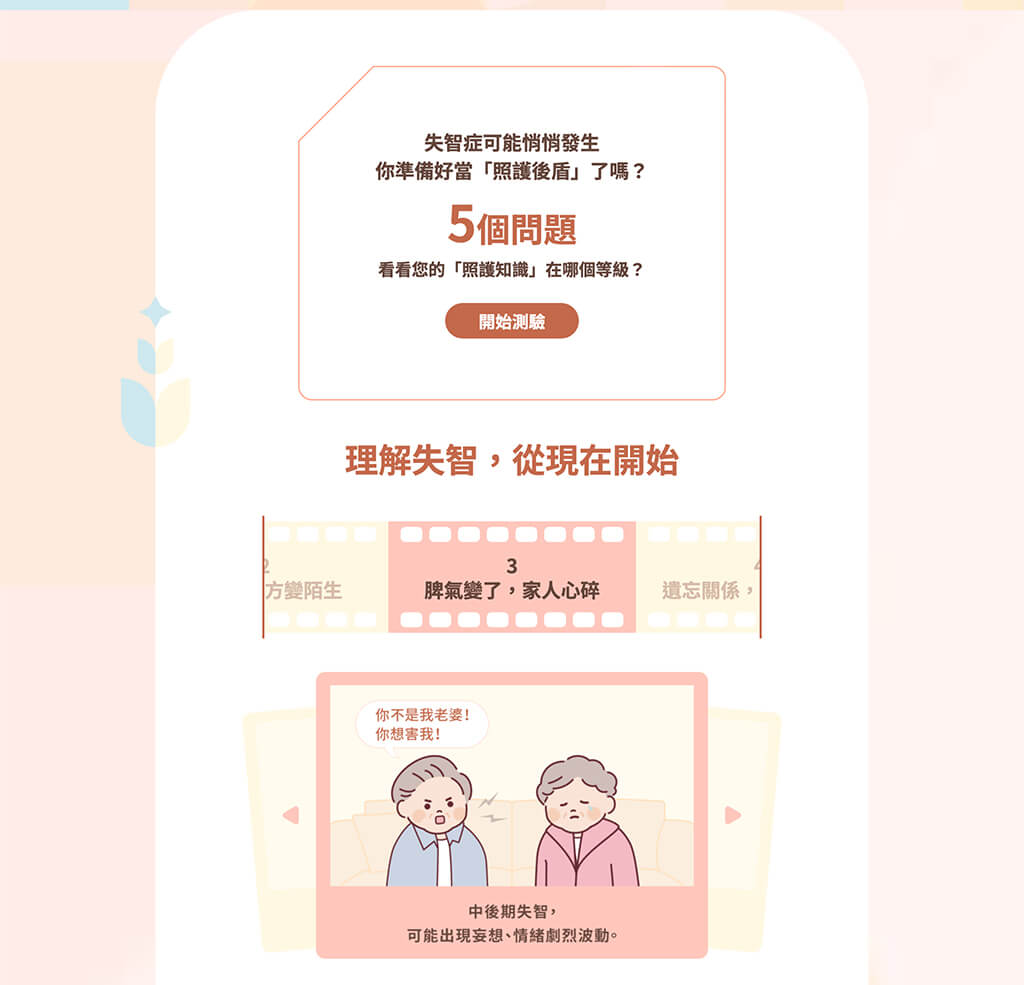 失智症可能悄悄發生
你準備好當「照護後盾」了嗎？
5個問題
看看您的「照護知識」在哪個等級？
開始測驗
理解失智，從現在開始
2
方變陌生
3
脾氣變了，家人心碎
4
遺忘關係，
你不是我老婆！
你想害我！
中後期失智，
可能出現妄想、情緒劇烈波動。